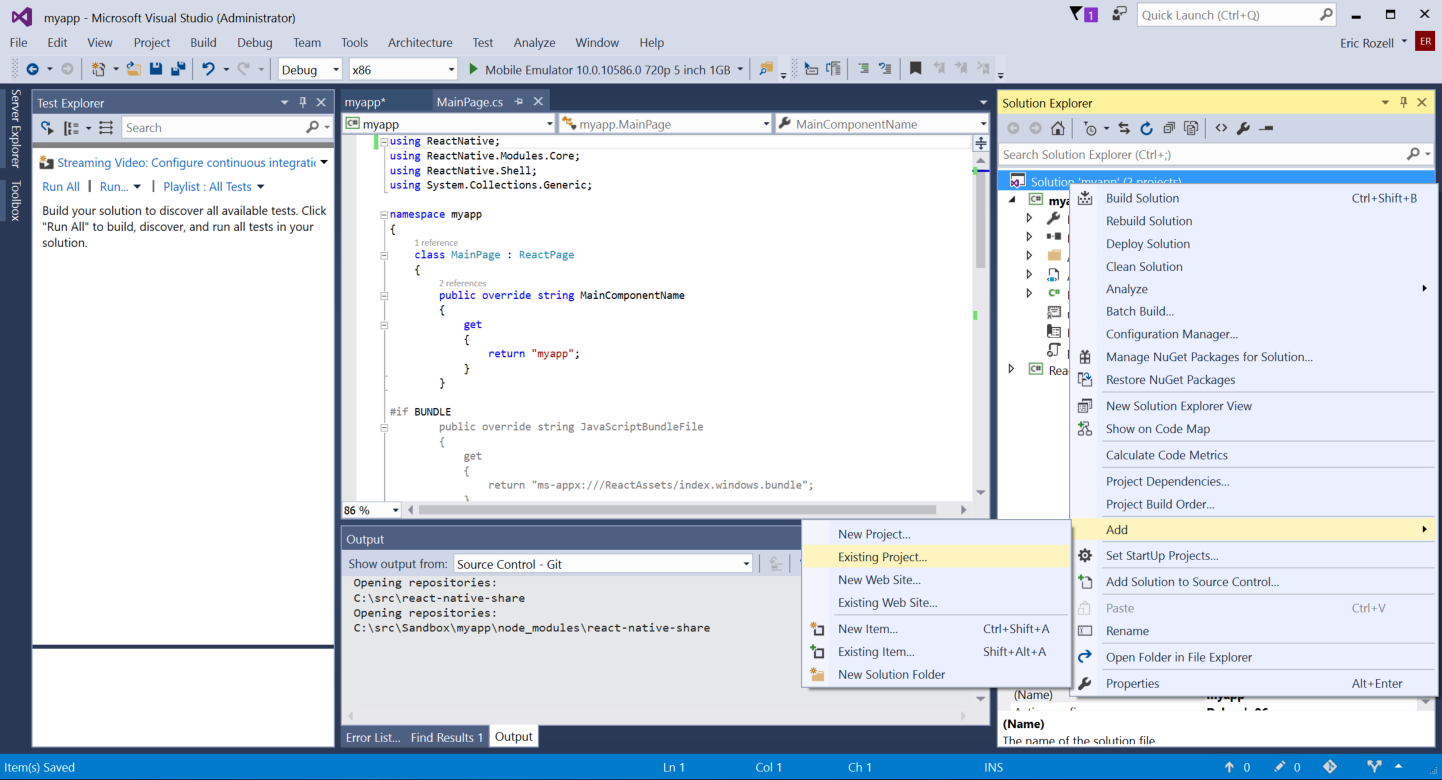 myapp - Microsoft Visual Studio (Administrator)
1
Quick Launch (Ctrl+Q)
File Edit View Project Build Debug Team Tools Architecture Test Analyze Window Help
Eric Rozell
ER
Debug
x86
Mobile Emulator 10.0.10586.0 720p 5 inch 1GB
Server Explorer
Toolbox
Test Explorer
Search
Streaming Video: Configure continuous integratic
Run All | Run... | Playlist : All Tests
Build your solution to discover all available tests. Click
"Run All" to build, discover, and run all tests in your
solution.
myapp*
MainPage.cs
myapp
myapp.MainPage
MainComponentName
using ReactNative;
using ReactNative.Modules.Core;
using ReactNative.Shell;
using System.Collections.Generic;
namespace myapp
{
1 reference
class MainPage : ReactPage
{
2 references
public override string MainComponentName
{
get
{
return "myapp";
}
}
#if BUNDLE
public override string JavaScriptBundleFile
{
get
{
return "ms-appx:///ReactAssets/index.windows.bundle";
}
86 %
Output
Show output from: Source Control - Git
Opening repositories:
C:\src\react-native-share
Opening repositories:
C:\src\Sandbox\myapp\node_modules\react-native-share
Error List... Find Results 1 Output
Solution Explorer
Search Solution Explorer (Ctrl+;)
Solution 'myapp' (2 projects)
Build Solution Ctrl+Shift+B
Rebuild Solution
Deploy Solution
Clean Solution
Analyze
Batch Build...
Configuration Manager...
Manage NuGet Packages for Solution...
Restore NuGet Packages
New Solution Explorer View
Show on Code Map
Calculate Code Metrics
Project Dependencies...
Project Build Order...
Add
Set StartUp Projects...
Add Solution to Source Control...
Paste Ctrl+V
Rename
Open Folder in File Explorer
Properties Alt+Enter
New Project...
Existing Project...
New Web Site...
Existing Web Site...
New Item... Ctrl+Shift+A
Existing Item... Shift+Alt+A
New Solution Folder
(Name) myapp
(Name)
The name of the solution file
Item(s) Saved
Ln 1
Col 1
Ch 1
INS
0
0